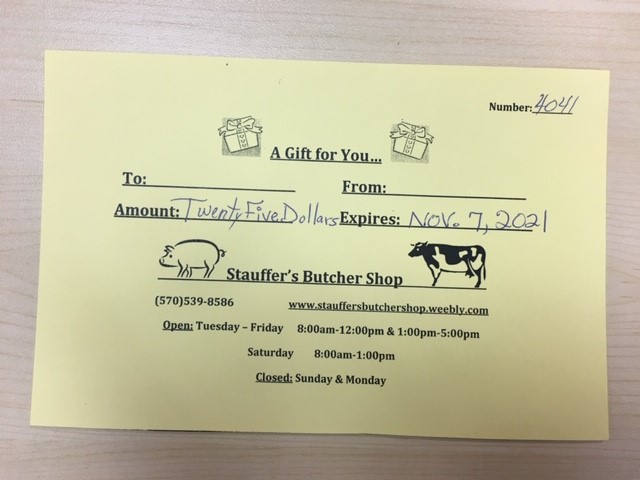 Number: 4041
A Gift for You...
To: From:
Amount: Twenty Five Dollars Expires: Nov. 7, 2021
Stauffer's Butcher Shop
(570)539-8586 www.stauffersbutchershop.weebly.com
Open: Tuesday – Friday 8:00am-12:00pm & 1:00pm-5:00pm
Saturday 8:00am-1:00pm
Closed: Sunday & Monday